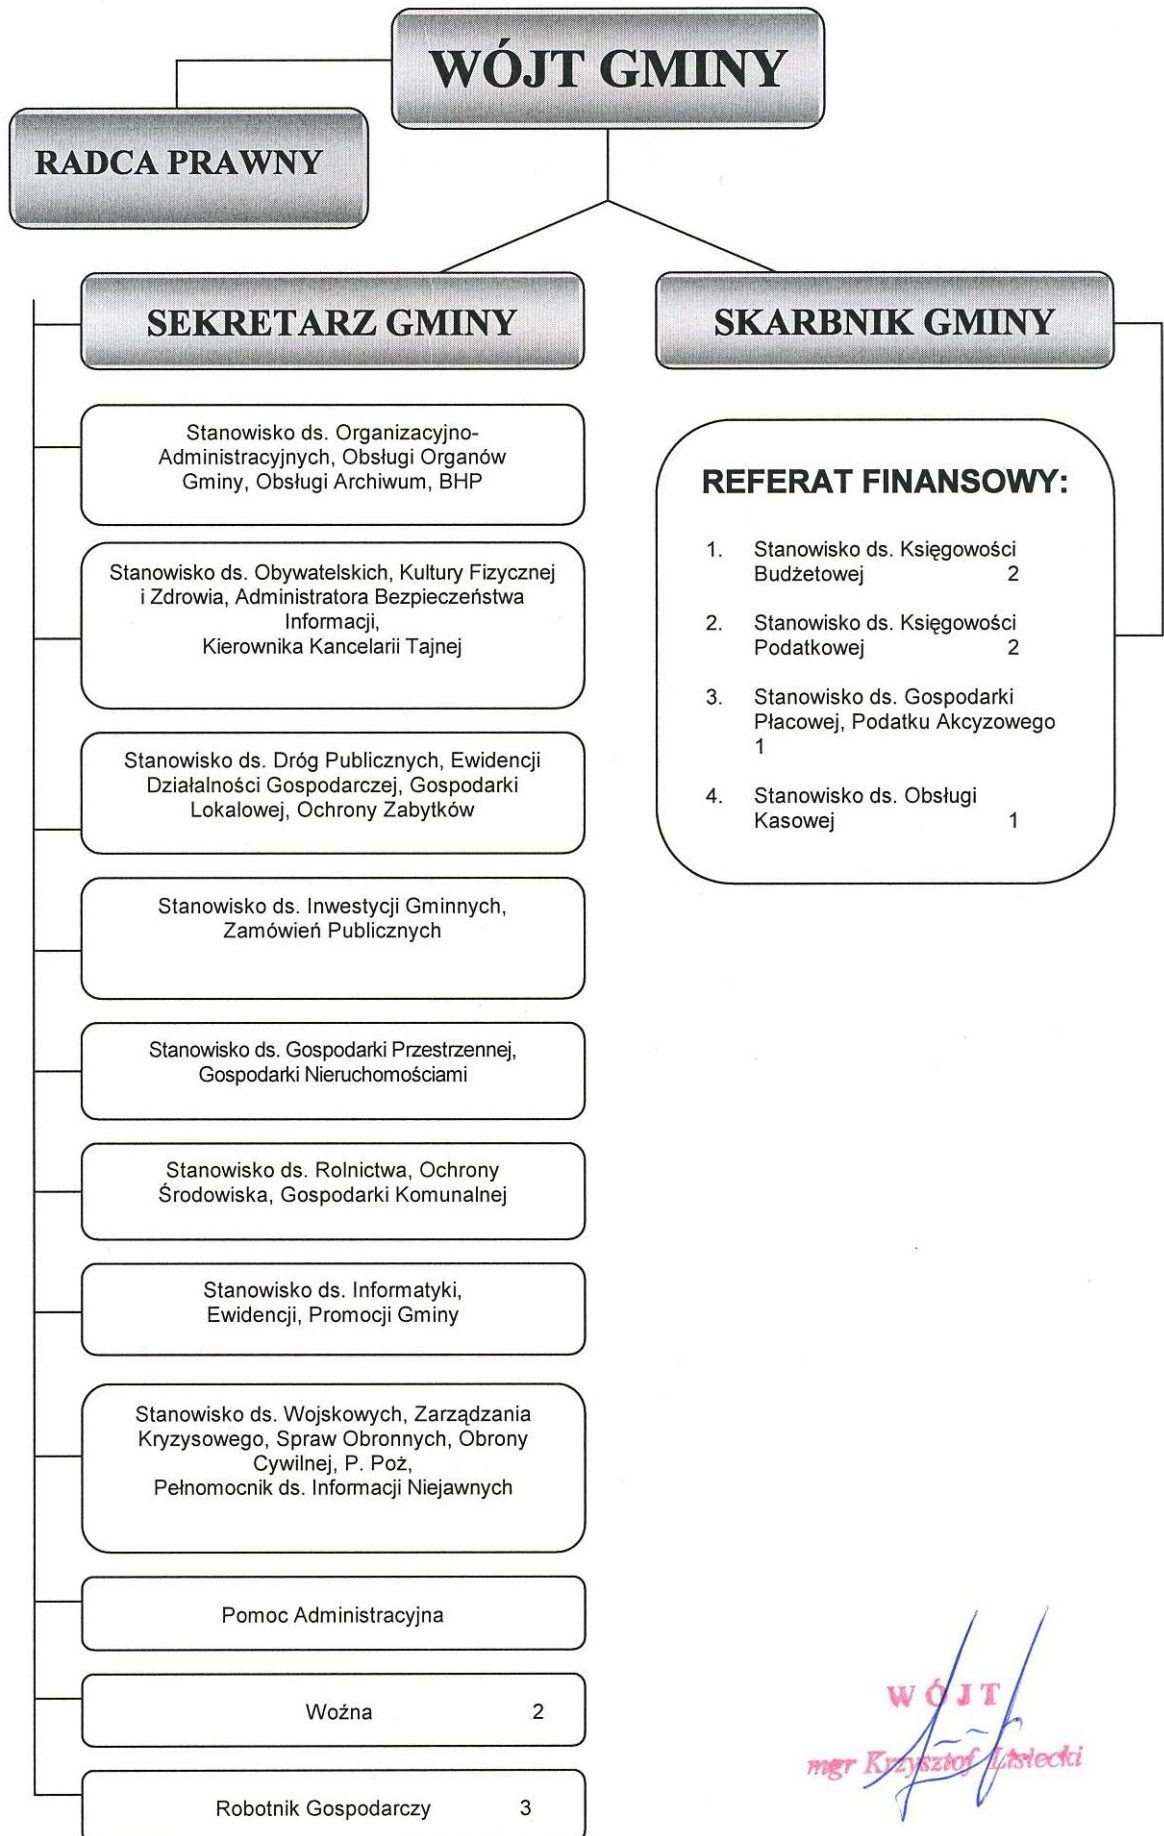 WÓJT GMINY
RADCA PRAWNY
SEKRETARZ GMINY
SKARBNIK GMINY
Stanowisko ds. Organizacyjno-
Administracyjnych, Obsługi Organów
Gminy, Obsługi Archiwum, BHP
Stanowisko ds. Obywatelskich, Kultury Fizycznej
i Zdrowia, Administratora Bezpieczeństwa
Informacji,
Kierownika Kancelarii Tajnej
Stanowisko ds. Dróg Publicznych, Ewidencji
Działalności Gospodarczej, Gospodarki
Lokalowej, Ochrony Zabytków
Stanowisko ds. Inwestycji Gminnych,
Zamówień Publicznych
Stanowisko ds. Gospodarki Przestrzennej,
Gospodarki Nieruchomościami
Stanowisko ds. Rolnictwa, Ochrony
Środowiska, Gospodarki Komunalnej
Stanowisko ds. Informatyki,
Ewidencji, Promocji Gminy
Stanowisko ds. Wojskowych, Zarządzania
Kryzysowego, Spraw Obronnych, Obrony
Cywilnej, P. Poż,
Pełnomocnik ds. Informacji Niejawnych
Pomoc Administracyjna
Woźna 2
Robotnik Gospodarczy 3
REFERAT FINANSOWY:
1. Stanowisko ds. Księgowości
Budżetowej 2
2. Stanowisko ds. Księgowości
Podatkowej 2
3. Stanowisko ds. Gospodarki
Płacowej, Podatku Akcyzowego
1
4. Stanowisko ds. Obsługi
Kasowej 1
WÓJT
mgr Krzysztof Lisiecki